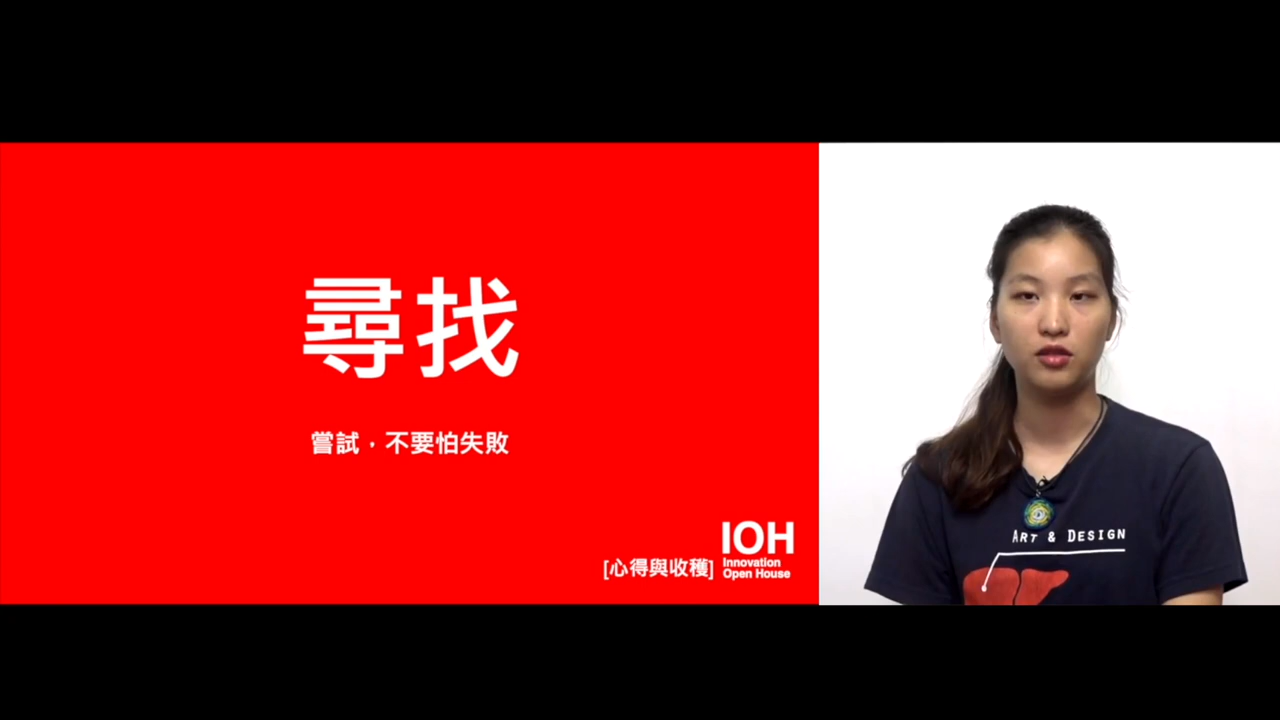 尋找
嘗試，不要怕失敗
[心得與收穫]
IOH
Innovation
Open House
ART & DESIGN